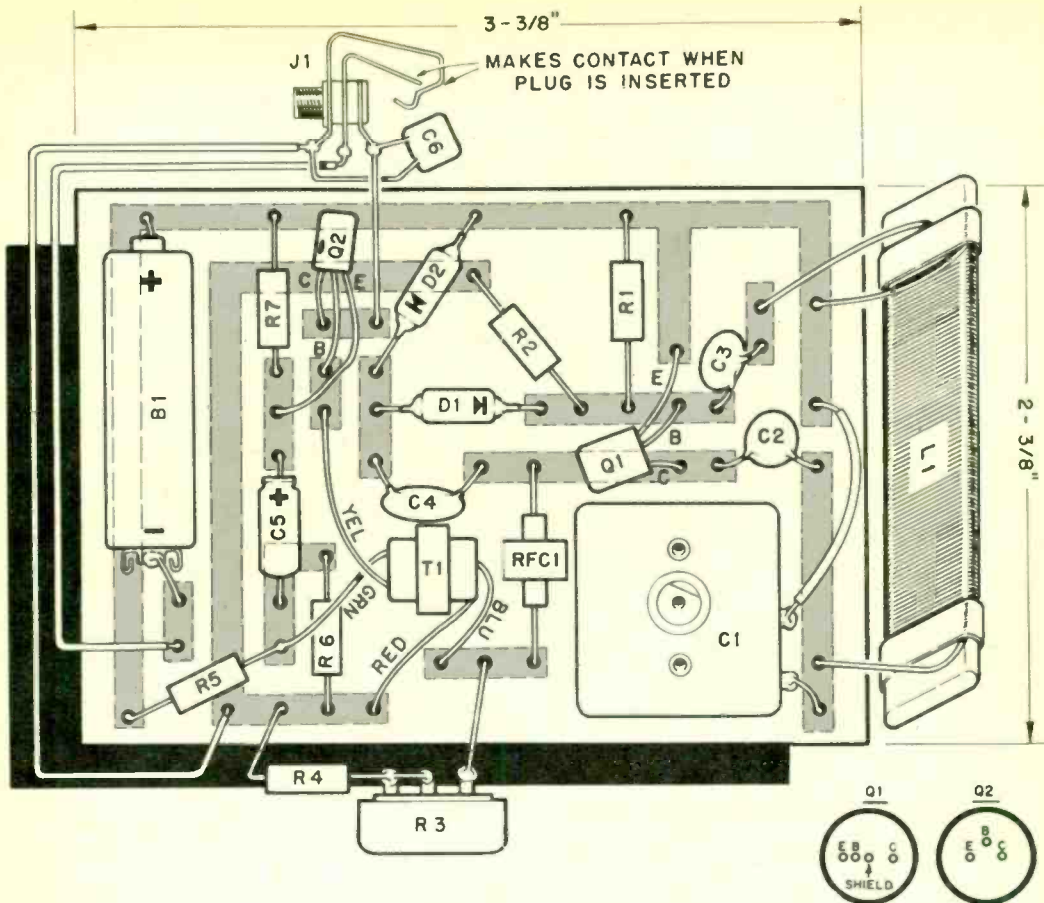 3-3/8"
J1
MAKES CONTACT WHEN
PLUG IS INSERTED
C6
Q2
C
E
B
D2
R7
R2
R1
E
B
C
C3
+
B1
-
D1
Q1
C2
L1
2-3/8"
C5
+
C4
YEL
GRN
T1
RFC1
BLU
RED
R6
R5
C1
R4
R3
Q1
E B C
SHIELD
Q2
E B C